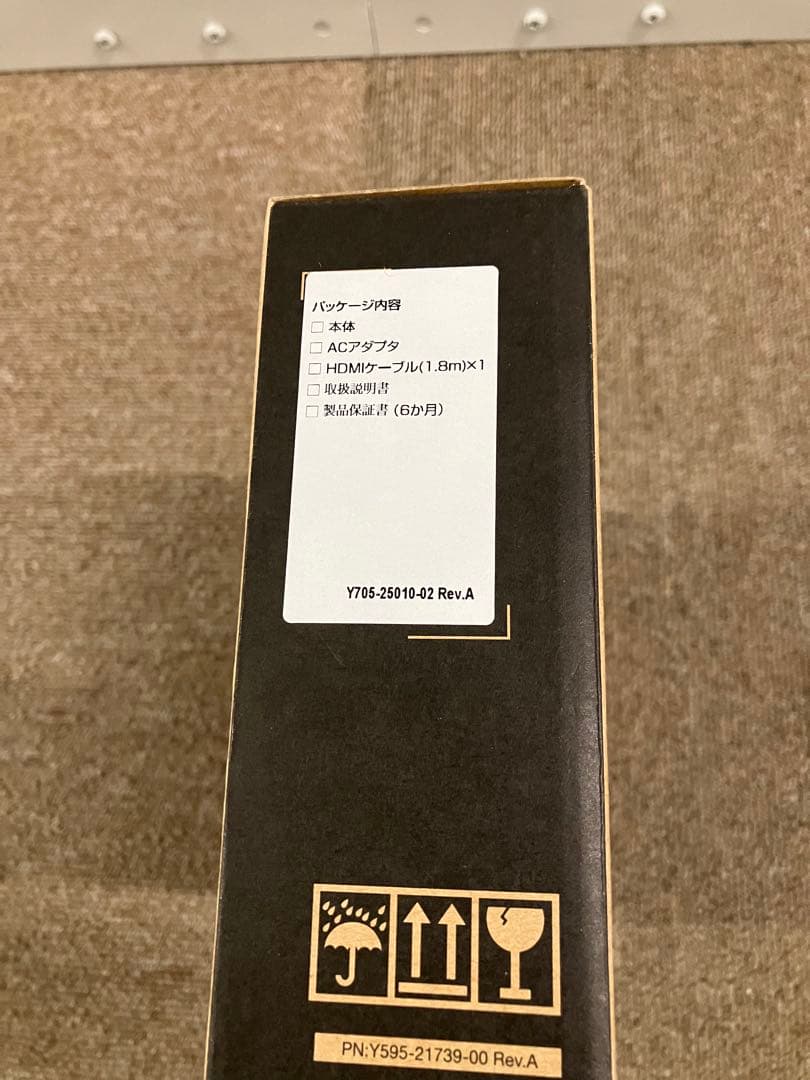 パッケージ内容
□ 本体
□ ACアダプタ
□ HDMIケーブル(1.8m)×1
□ 取扱説明書
□ 製品保証書 (6か月)
Y705-25010-02 Rev.A
PN:Y595-21739-00 Rev.A